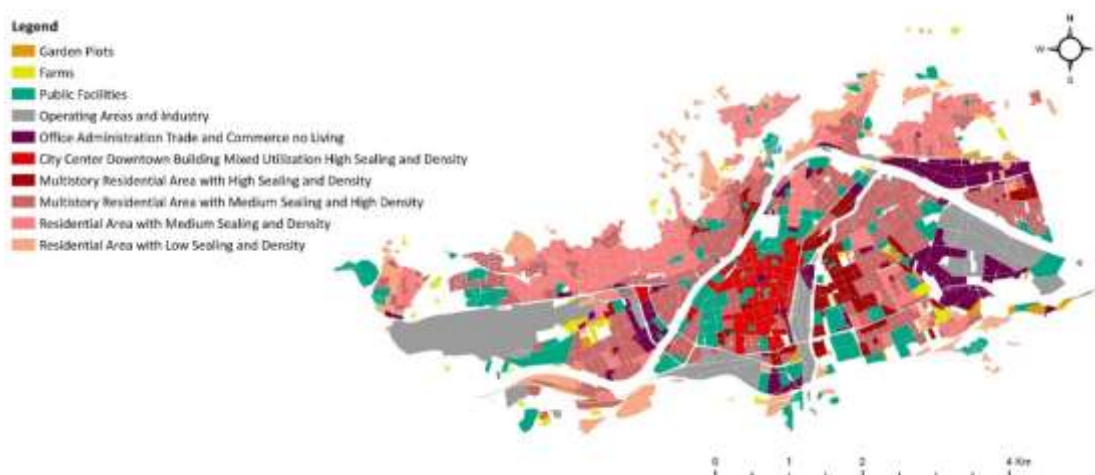 Legend
Garden Plots
Farms
Public Facilities
Operating Areas and Industry
Office Administration Trade and Commerce no Living
City Center Downtown Building Mixed Utilization High Sealing and Density
Multistory Residential Area with High Sealing and Density
Multistory Residential Area with Medium Sealing and High Density
Residential Area with Medium Sealing and Density
Residential Area with Low Sealing and Density
N
W
S
0 1 2 4 Km